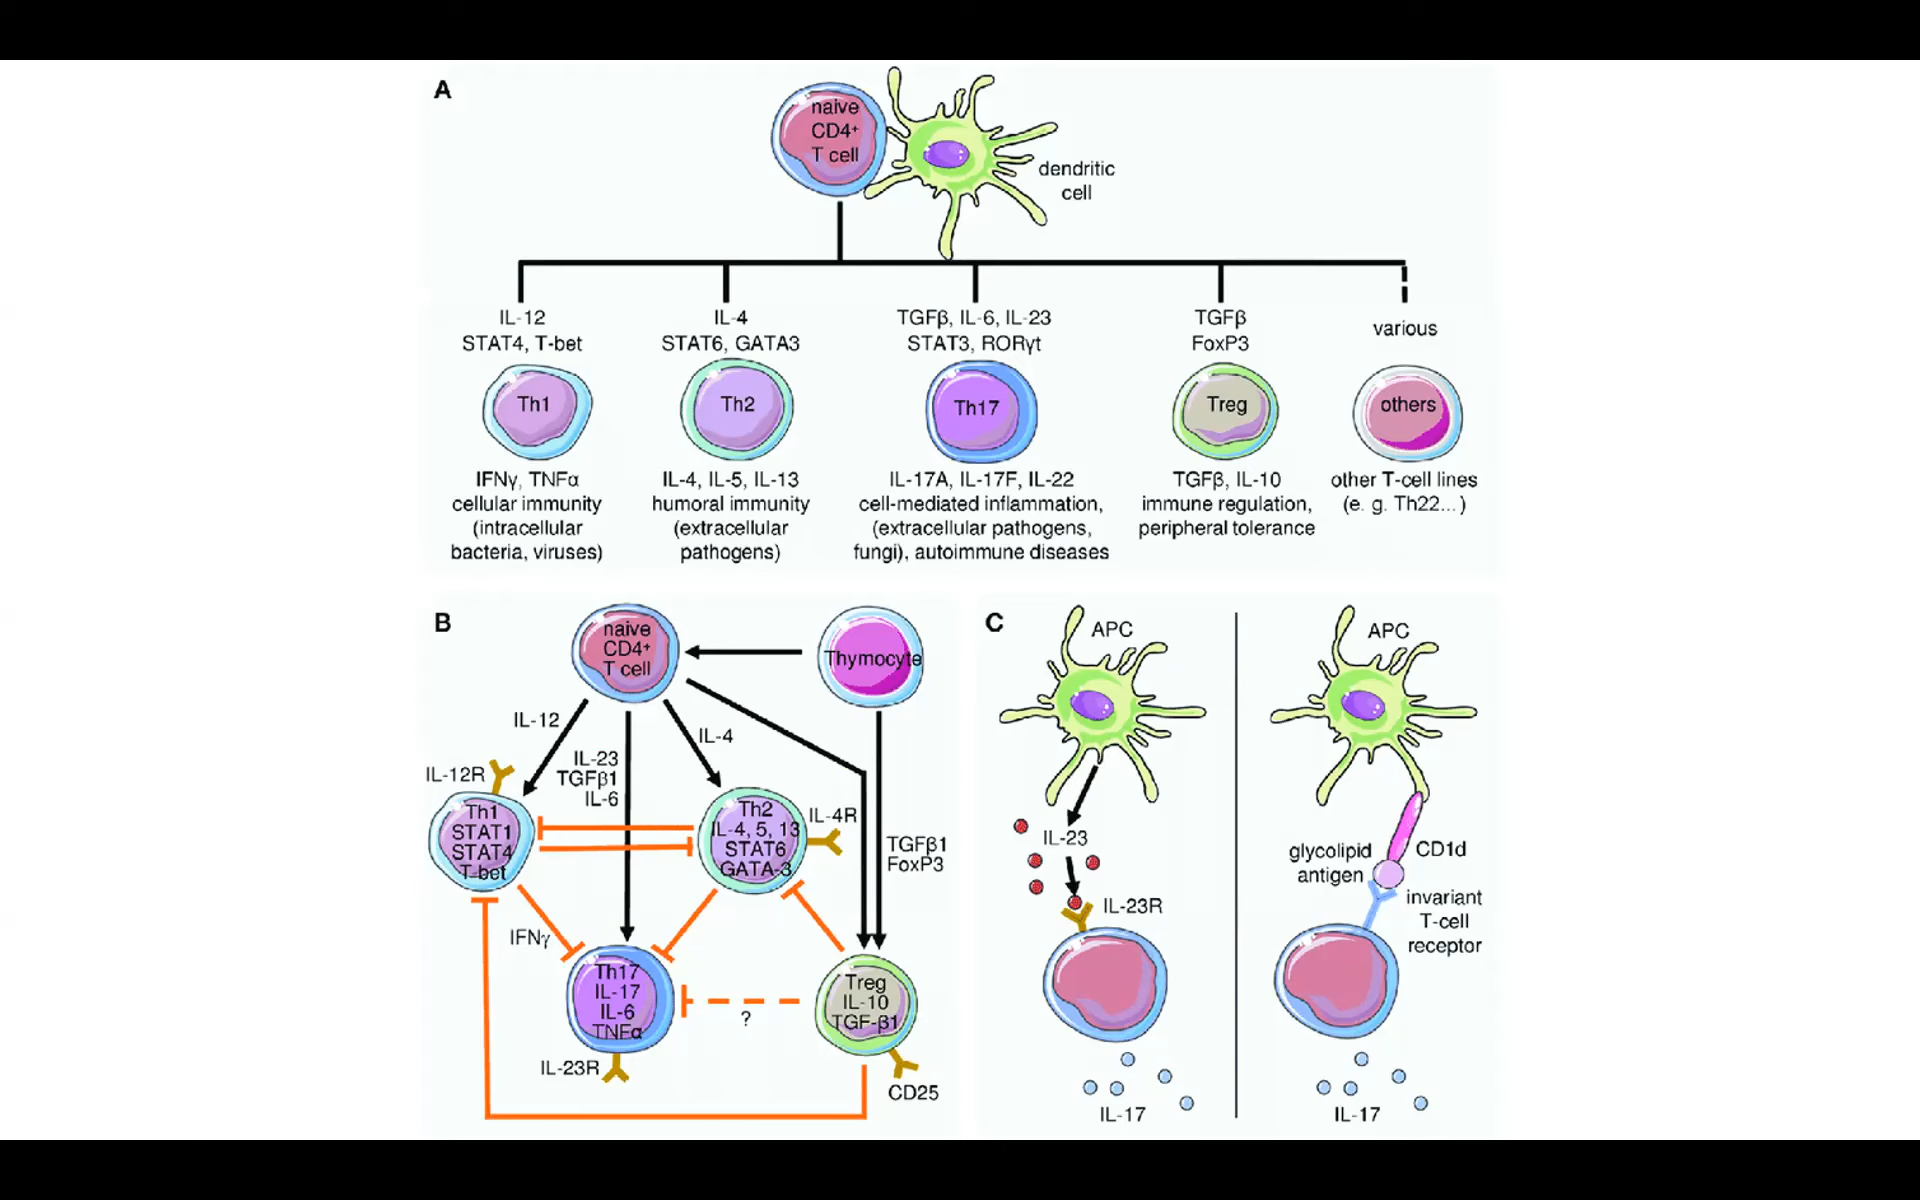 A
naive
CD4+
T cell
dendritic
cell
IL-12
STAT4, T-bet
IL-4
STAT6, GATA3
TGFβ, IL-6, IL-23
STAT3, RORγt
TGFβ
FoxP3
various
Th1
Th2
Th17
Treg
others
IFNγ, TNFα
cellular immunity
(intracellular
bacteria, viruses)
IL-4, IL-5, IL-13
humoral immunity
(extracellular
pathogens)
IL-17A, IL-17F, IL-22
cell-mediated inflammation,
(extracellular pathogens,
fungi), autoimmune diseases
TGFβ, IL-10
immune regulation,
peripheral tolerance
other T-cell lines
(e. g. Th22...)
B
naive
CD4+
T cell
Thymocyte
IL-12
IL-23
TGFβ1
IL-6
IL-4
IL-12R
Th1
STAT1
STAT4
T-bet
Th2
IL-4, 5, 13
STAT6
GATA-3
IL-4R
TGFβ1
FoxP3
IFNγ
Th17
IL-17
IL-6
TNFα
?
Treg
IL-10
TGF-β1
IL-23R
CD25
C
APC
IL-23
IL-23R
IL-17
APC
glycolipid
antigen
CD1d
invariant
T-cell
receptor
IL-17